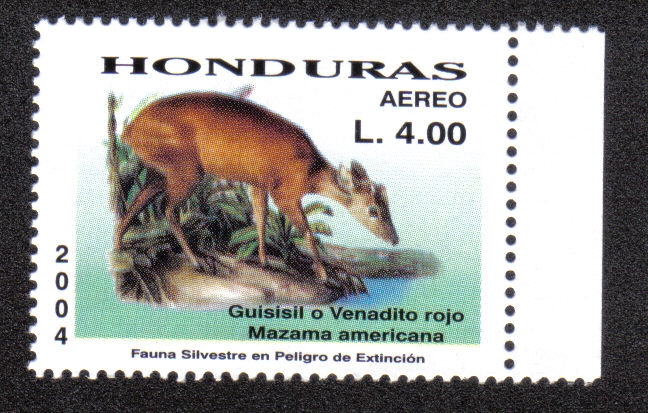 HONDURAS
AEREO
L. 4.00
2004
Guisisil o Venadito rojo
Mazama americana
Fauna Silvestre en Peligro de Extinción